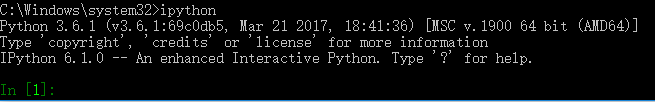 C:\Windows\system32>ipython
Python 3.6.1 (v3.6.1:69c0db5, Mar 21 2017, 18:41:36) [MSC v.1900 64 bit (AMD64)]
Type 'copyright', 'credits' or 'license' for more information
IPython 6.1.0 -- An enhanced Interactive Python. Type '?' for help.
In [1]: